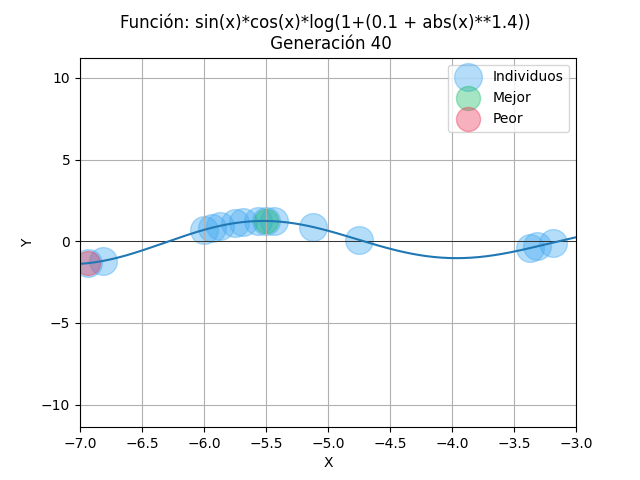 Función: sin(x)*cos(x)*log(1+(0.1 + abs(x)**1.4))
Generación 40
Individuos
Mejor
Peor
10
5
0
−5
−10
Y
−7.0 −6.5 −6.0 −5.5 −5.0 −4.5 −4.0 −3.5 −3.0
X